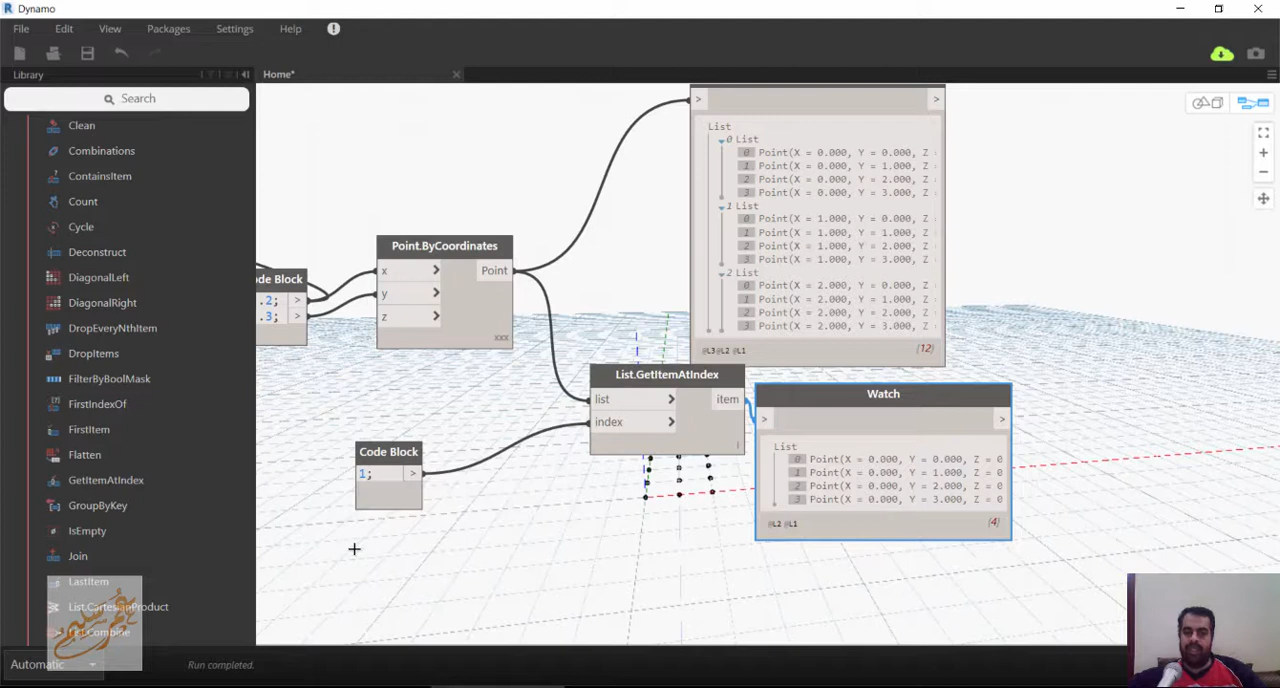 Dynamo
File Edit View Packages Settings Help
Library
Home*
Search
Clean
Combinations
ContainsItem
Count
Cycle
Deconstruct
DiagonalLeft
DiagonalRight
DropEveryNthItem
DropItems
FilterByBoolMask
FirstIndexOf
FirstItem
Flatten
GetItemAtIndex
GroupByKey
IsEmpty
Join
LastItem
List.CartesianProduct
List.Combine
Automatic
Run completed.
ode Block
.2; >
.3; >
Point.ByCoordinates
x > Point
y >
z >
xxx
> >
List
0 List
0 Point(X = 0.000, Y = 0.000, Z =
1 Point(X = 0.000, Y = 1.000, Z =
2 Point(X = 0.000, Y = 2.000, Z =
3 Point(X = 0.000, Y = 3.000, Z =
1 List
0 Point(X = 1.000, Y = 0.000, Z =
1 Point(X = 1.000, Y = 1.000, Z =
2 Point(X = 1.000, Y = 2.000, Z =
3 Point(X = 1.000, Y = 3.000, Z =
2 List
0 Point(X = 2.000, Y = 0.000, Z =
1 Point(X = 2.000, Y = 1.000, Z =
2 Point(X = 2.000, Y = 2.000, Z =
3 Point(X = 2.000, Y = 3.000, Z =
@L3 @L2 @L1 {12}
List.GetItemAtIndex
list > item
index >
l
Code Block
1; >
Watch
> >
List
0 Point(X = 0.000, Y = 0.000, Z = 0
1 Point(X = 0.000, Y = 1.000, Z = 0
2 Point(X = 0.000, Y = 2.000, Z = 0
3 Point(X = 0.000, Y = 3.000, Z = 0
@L2 @L1 {4}